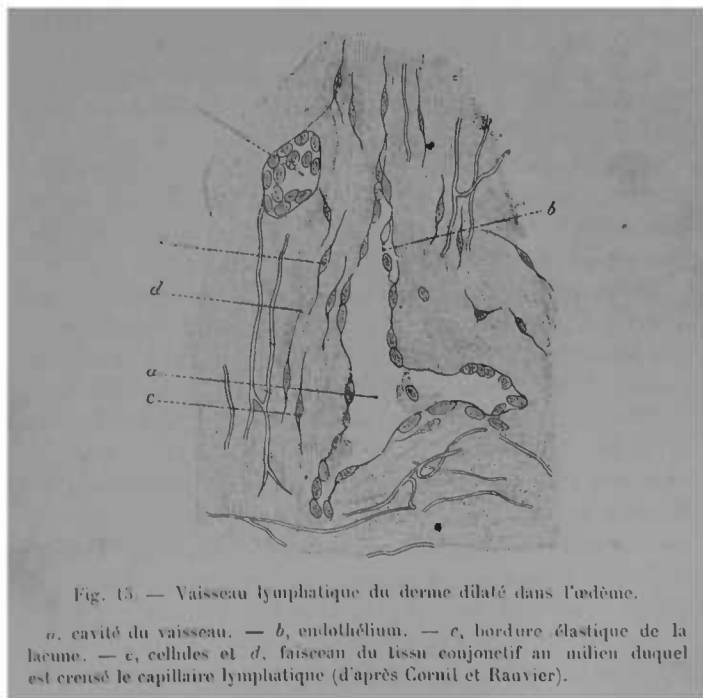 b
d
a
c
Fig. 15 — Vaisseau lymphatique du derme dilaté dans l'œdème.
a. cavité du vaisseau. — b, endothélium. — c, bordure élastique de la
lacune. — c, cellules et d, faisceau du tissu conjonctif au milieu duquel
est creusé le capillaire lymphatique (d'après Cornil et Ranvier).